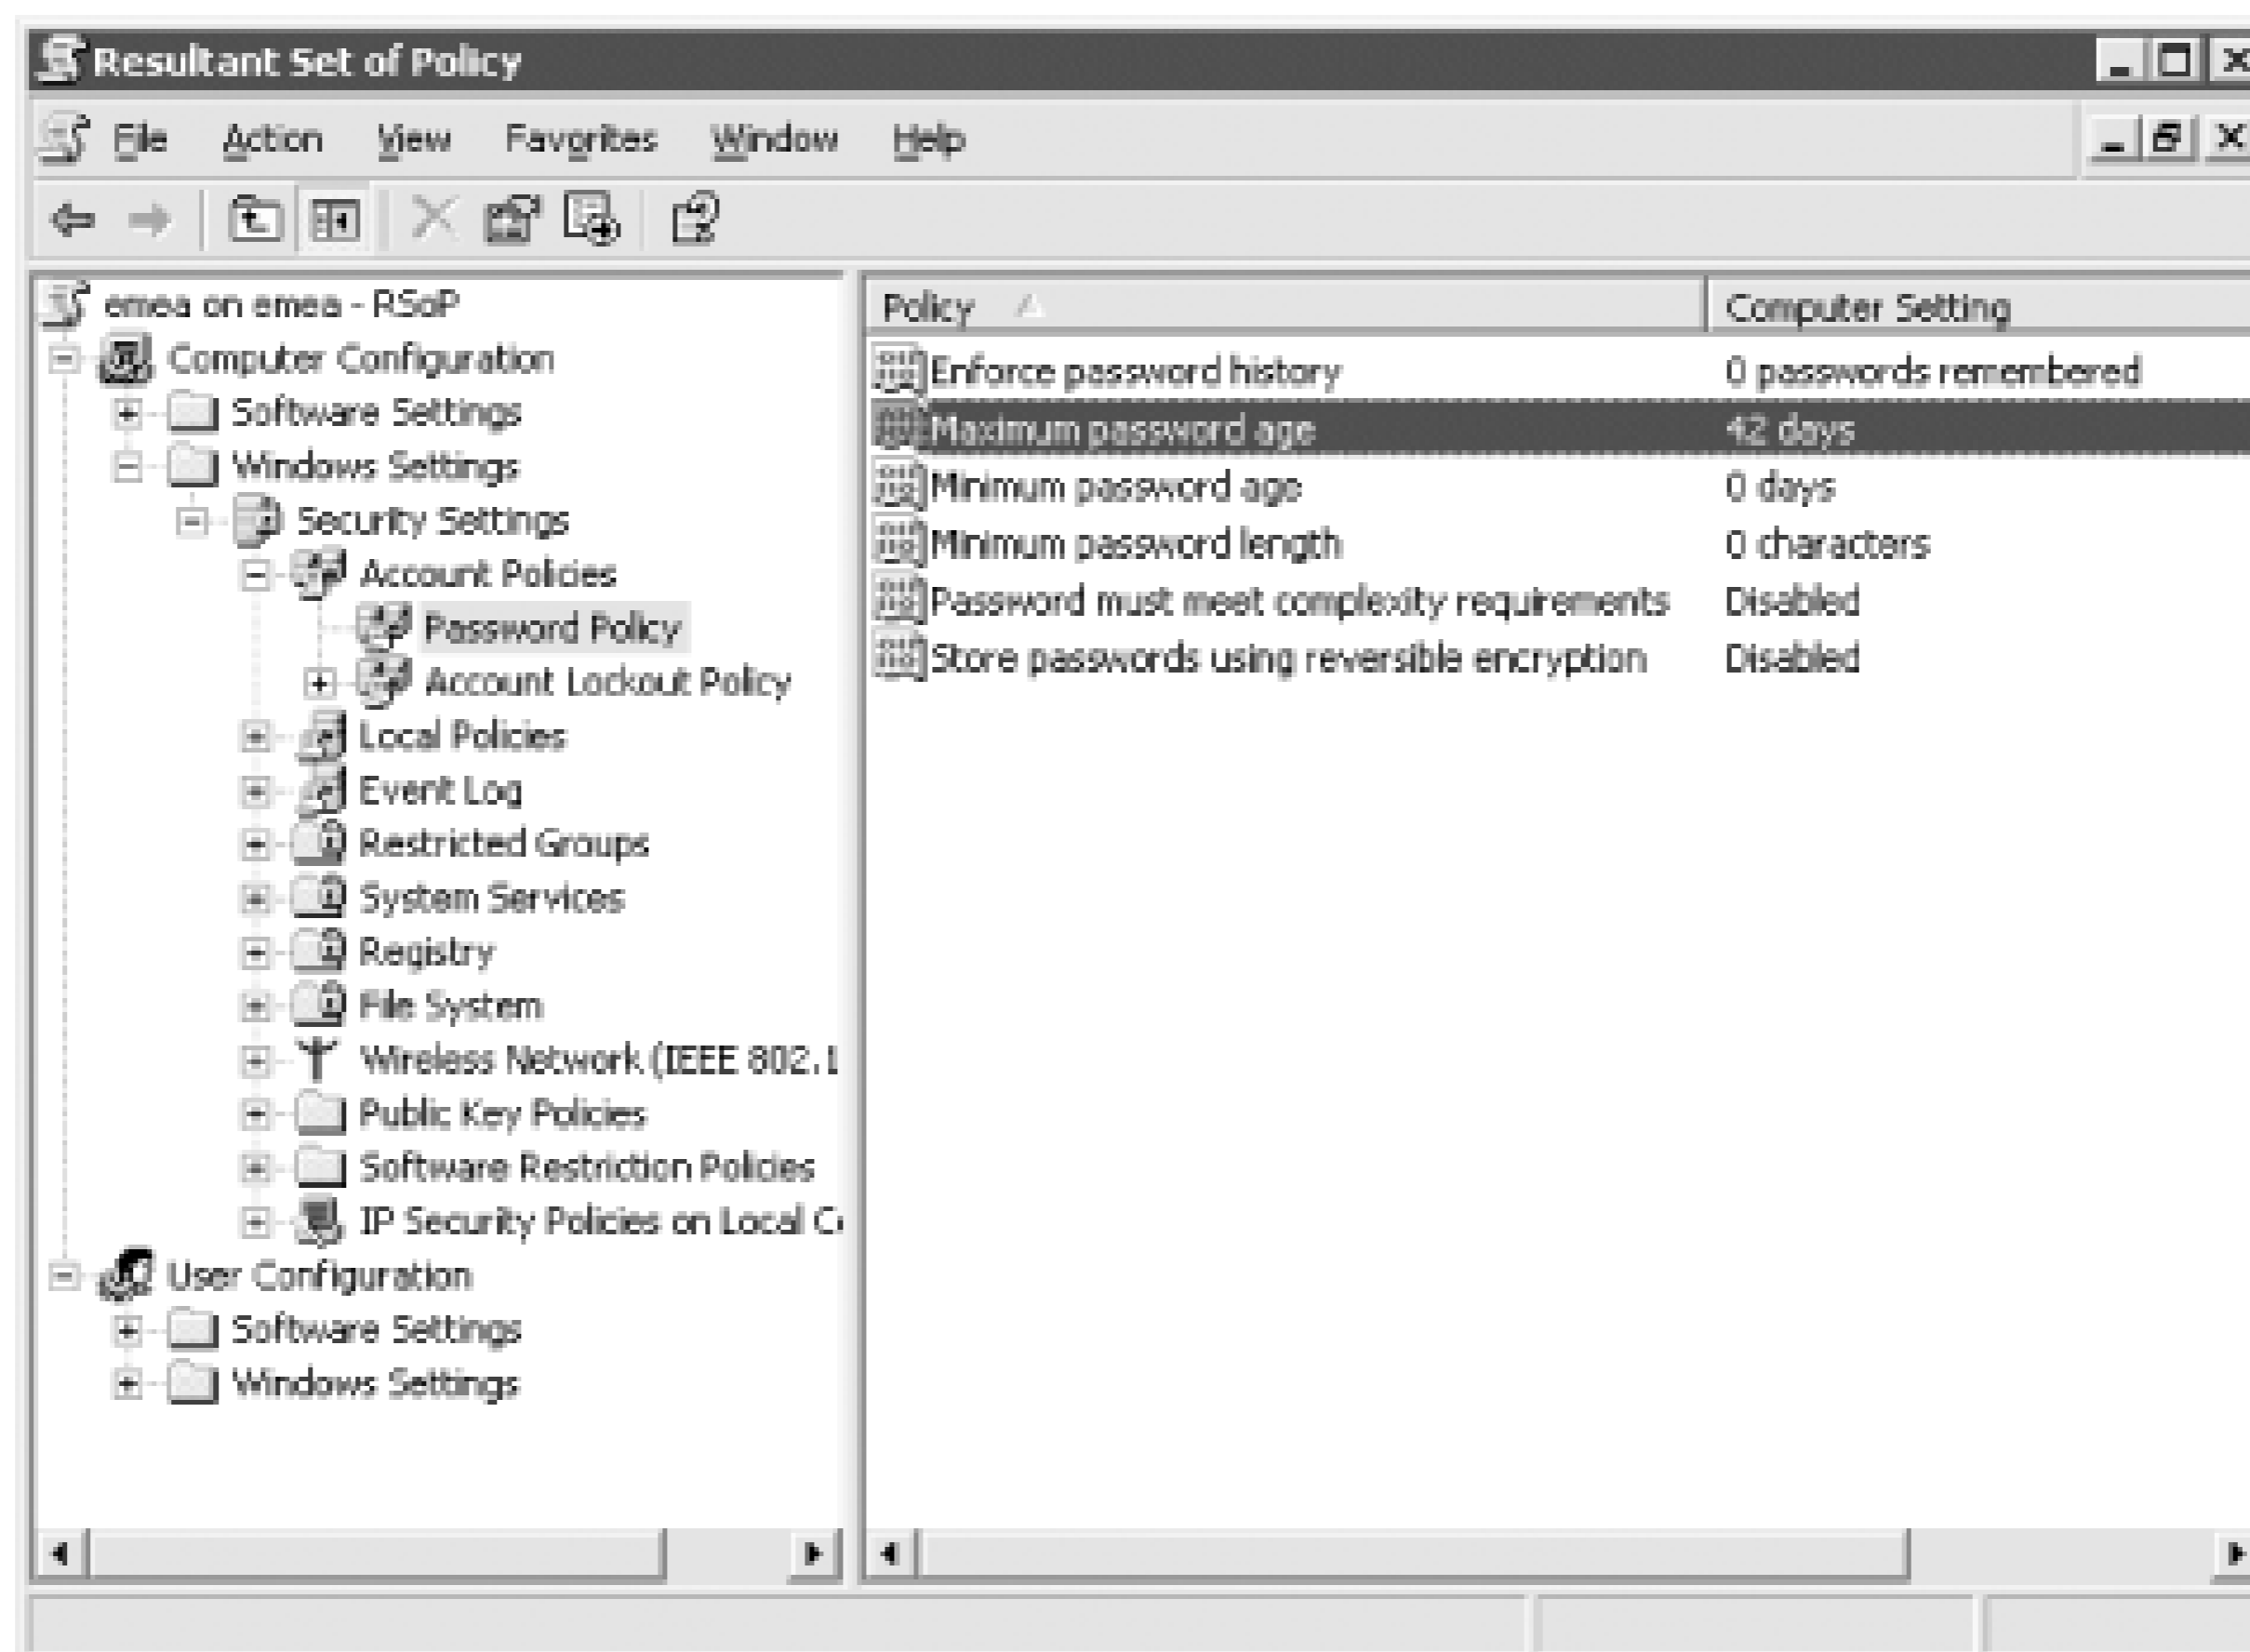 Resultant Set of Policy
File Action View Favorites Window Help
emea on emea - RSoP
Computer Configuration
Software Settings
Windows Settings
Security Settings
Account Policies
Password Policy
Account Lockout Policy
Local Policies
Event Log
Restricted Groups
System Services
Registry
File System
Wireless Network (IEEE 802.1
Public Key Policies
Software Restriction Policies
IP Security Policies on Local Co
User Configuration
Software Settings
Windows Settings
Policy Computer Setting
Enforce password history 0 passwords remembered
Maximum password age 42 days
Minimum password age 0 days
Minimum password length 0 characters
Password must meet complexity requirements Disabled
Store passwords using reversible encryption Disabled